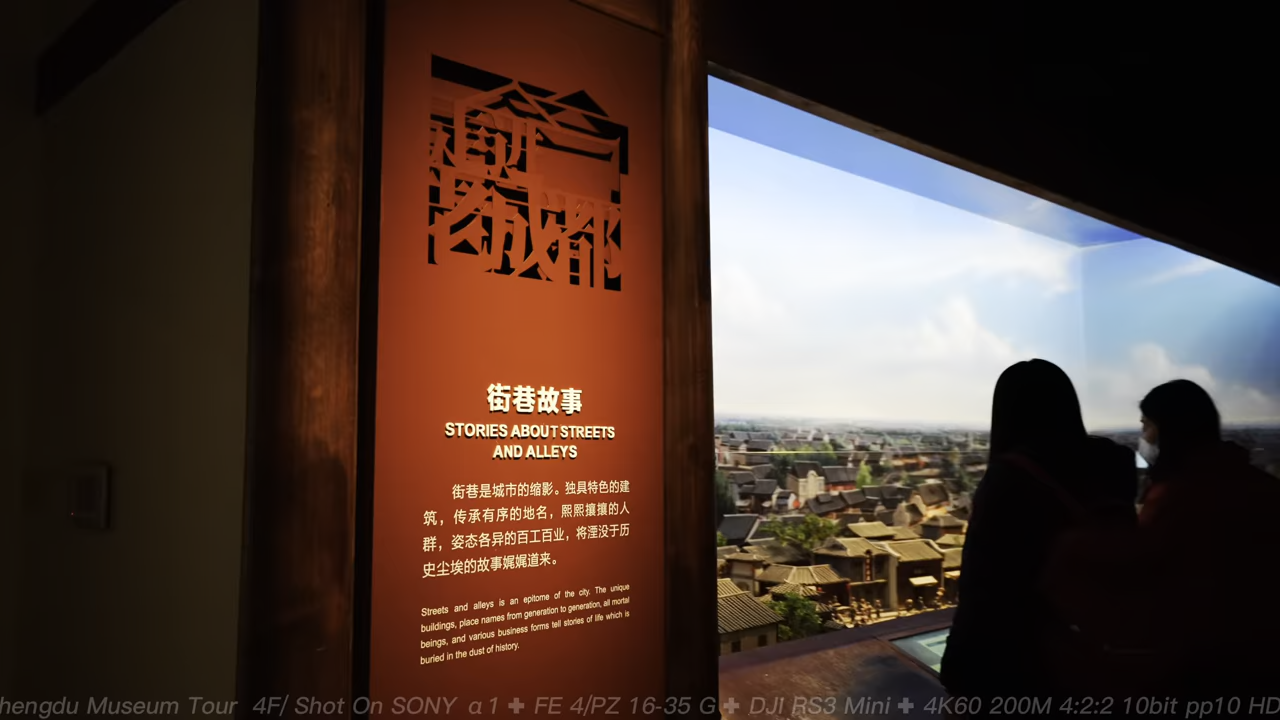 成都
街巷故事
STORIES ABOUT STREETS
AND ALLEYS
街巷是城市的缩影。独具特色的建
筑，传承有序的地名，熙熙攘攘的人
群，姿态各异的百工百业，将湮没于历
史尘埃的故事娓娓道来。
Streets and alleys is an epitome of the city. The unique
buildings, place names from generation to generation, all mortal
beings, and various business forms tell stories of life which is
buried in the dust of history.
hengdu Museum Tour 4F/ Shot On SONY α1 ✚ FE 4/PZ 16-35 G ✚ DJI RS3 Mini ✚ 4K60 200M 4:2:2 10bit pp10 HD